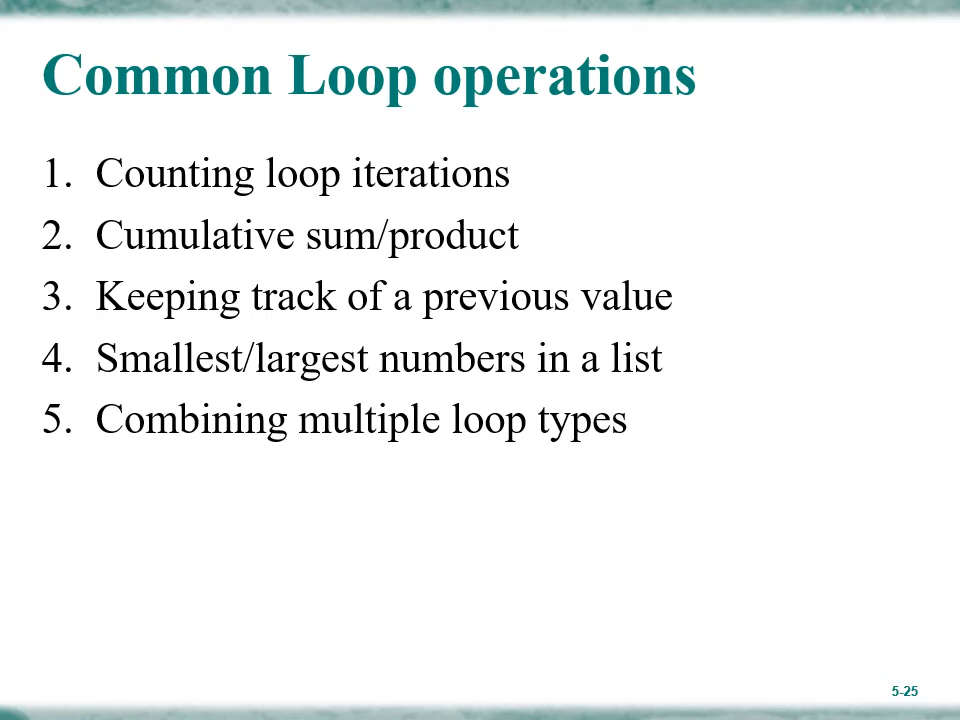 Common Loop operations
1. Counting loop iterations
2. Cumulative sum/product
3. Keeping track of a previous value
4. Smallest/largest numbers in a list
5. Combining multiple loop types
5-25